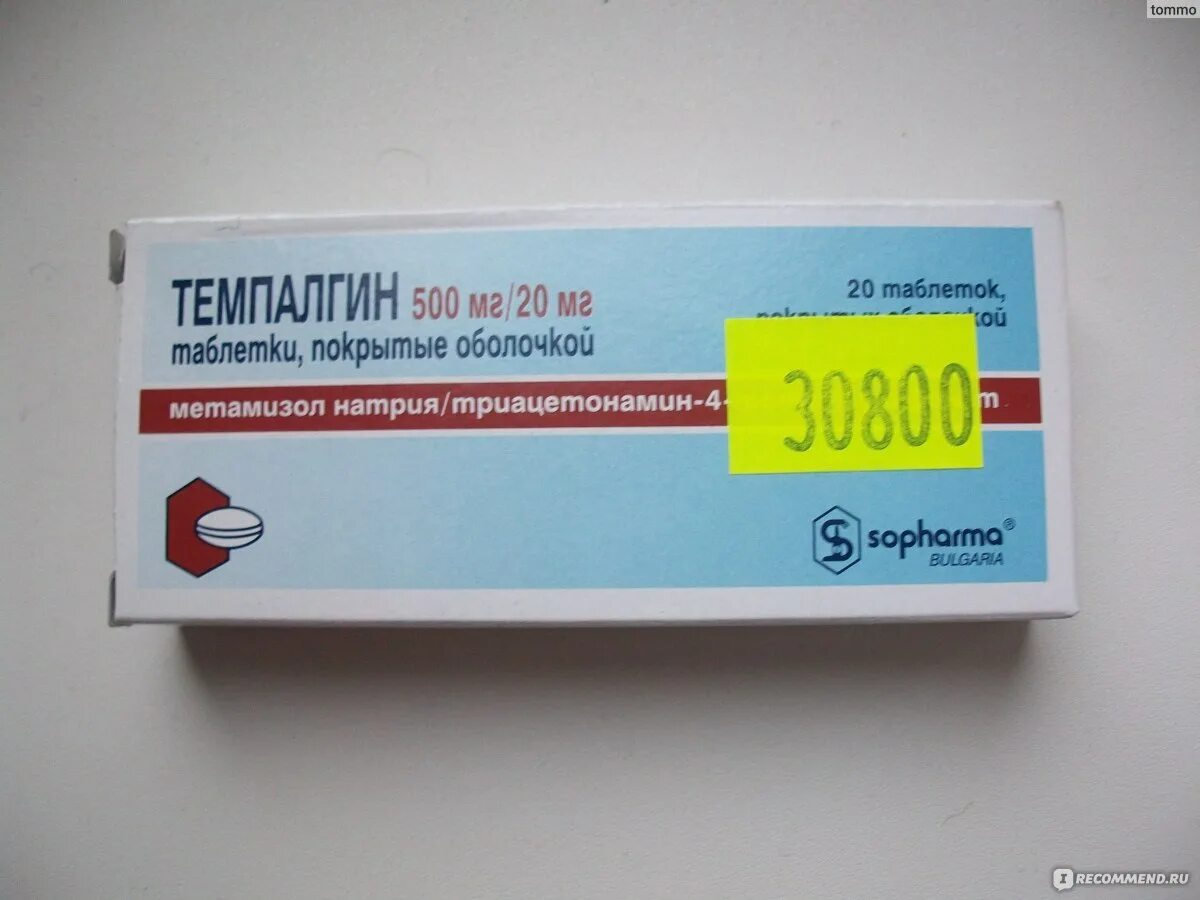 tommo
ТЕМПАЛГИН 500 мг/20 мг
таблетки, покрытые оболочкой
20 таблеток,
30800
метамизол натрия/триацетонамин-4-
sopharma®
BULGARIA
IRECOMMEND.RU